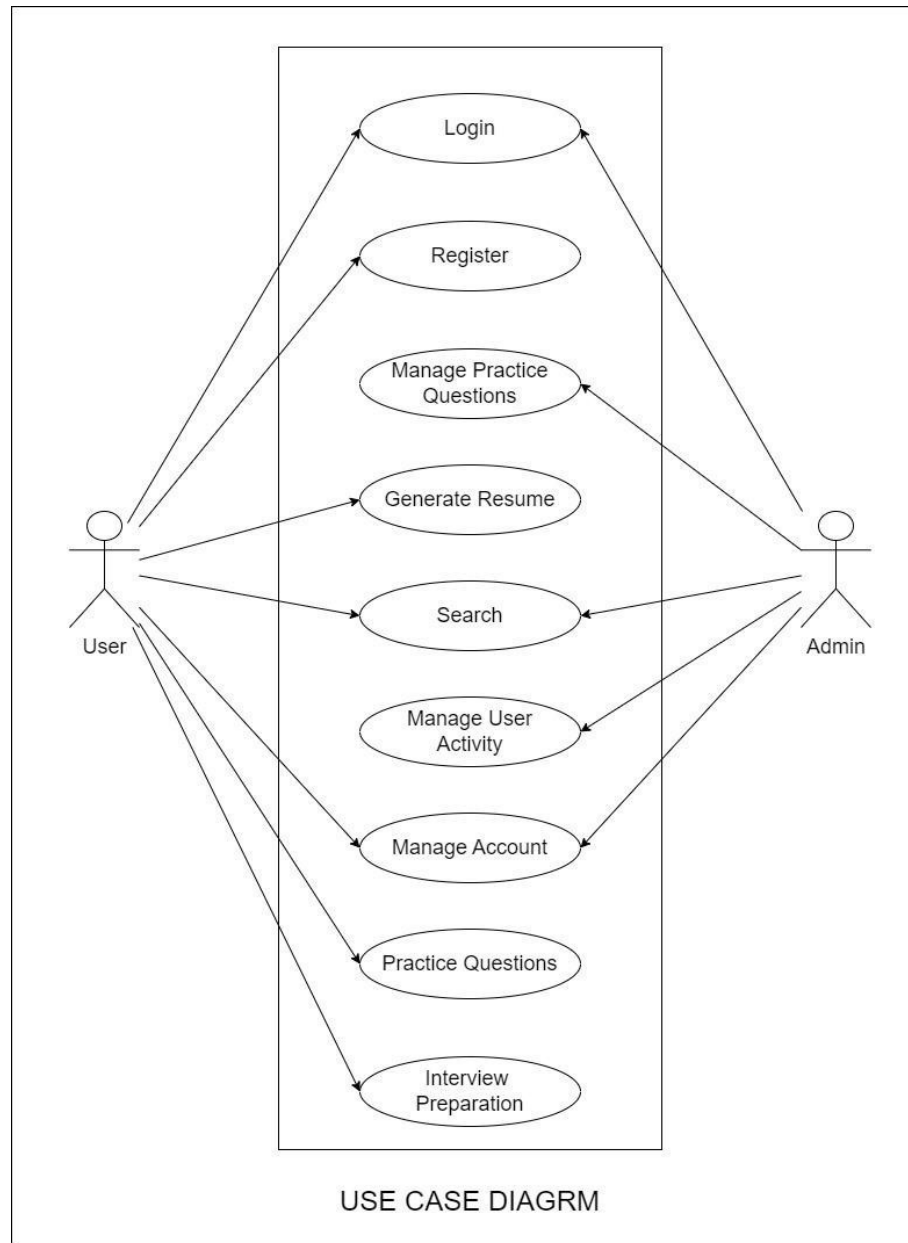 Login
Register
Manage Practice
Questions
Generate Resume
Search
User
Admin
Manage User
Activity
Manage Account
Practice Questions
Interview
Preparation
USE CASE DIAGRM